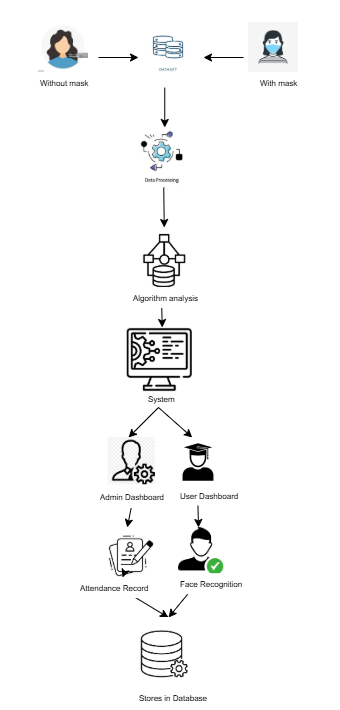 DATASET
Without mask
With mask
Data Processing
Algorithm analysis
System
Admin Dashboard
User Dashboard
Attendance Record
Face Recognition
Stores in Database